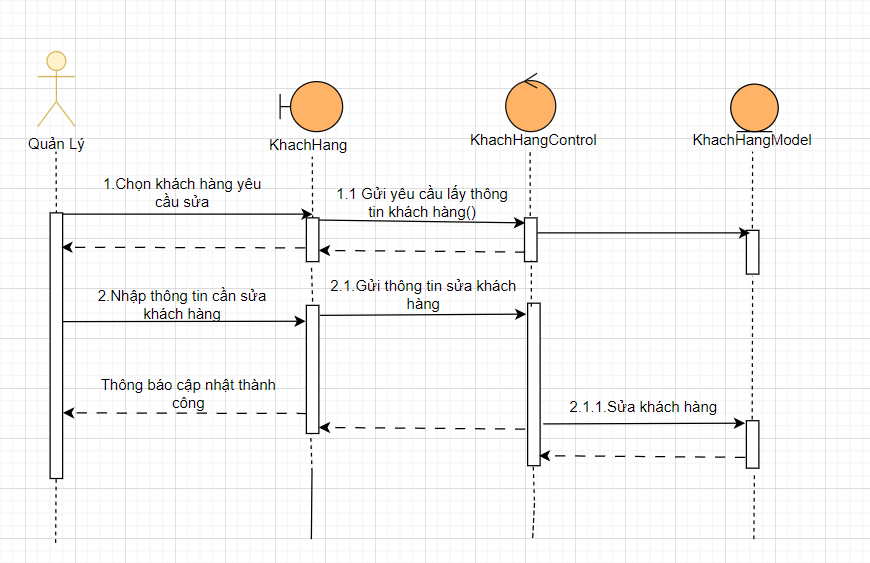 Quản Lý
KhachHang
KhachHangControl
KhachHangModel
1.Chọn khách hàng yêu
cầu sửa
1.1 Gửi yêu cầu lấy thông
tin khách hàng()
2.Nhập thông tin cần sửa
khách hàng
2.1.Gửi thông tin sửa khách
hàng
Thông báo cập nhật thành
công
2.1.1.Sửa khách hàng